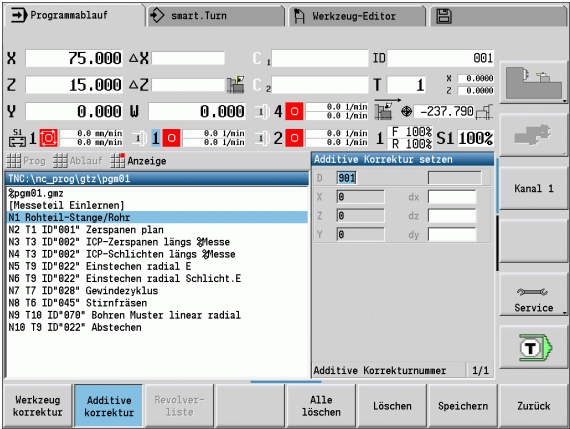 Programmablauf smart.Turn Werkzeug-Editor
X 75.000 ΔX C 1 ID 001
Z 15.000 ΔZ C 2 T 1 X 0.0000
Z 0.0000
Y 0.000 W 0.000 4 0.0 1/min -237.790
0.0 1/min
S1 1 0.0 mm/min 1 0.0 1/min 2 0.0 1/min 1 F 100% S1 100%
0.0 mm/min 0.0 1/min 0.0 1/min R 100%
Prog Ablauf Anzeige
TNC:\nc_prog\gtz\pgm01
%pgm01.gmz
[Messeteil Einlernen]
N1 Rohteil-Stange/Rohr
N2 T1 ID"001" Zerspanen plan
N3 T3 ID"002" ICP-Zerspanen längs %Messe
N4 T3 ID"002" ICP-Schlichten längs %Messe
N5 T9 ID"022" Einstechen radial E
N6 T9 ID"022" Einstechen radial Schlicht.E
N7 T7 ID"028" Gewindezyklus
N8 T6 ID"045" Stirnfräsen
N9 T10 ID"070" Bohren Muster linear radial
N10 T9 ID"022" Abstechen
Additive Korrektur setzen
D 901
X 0 dx
Z 0 dz
Y 0 dy
Additive Korrekturnummer 1/1
Kanal 1
Service
T
Werkzeug
korrektur
Additive
korrektur
Revolver-
liste
Alle
löschen
Löschen
Speichern
Zurück